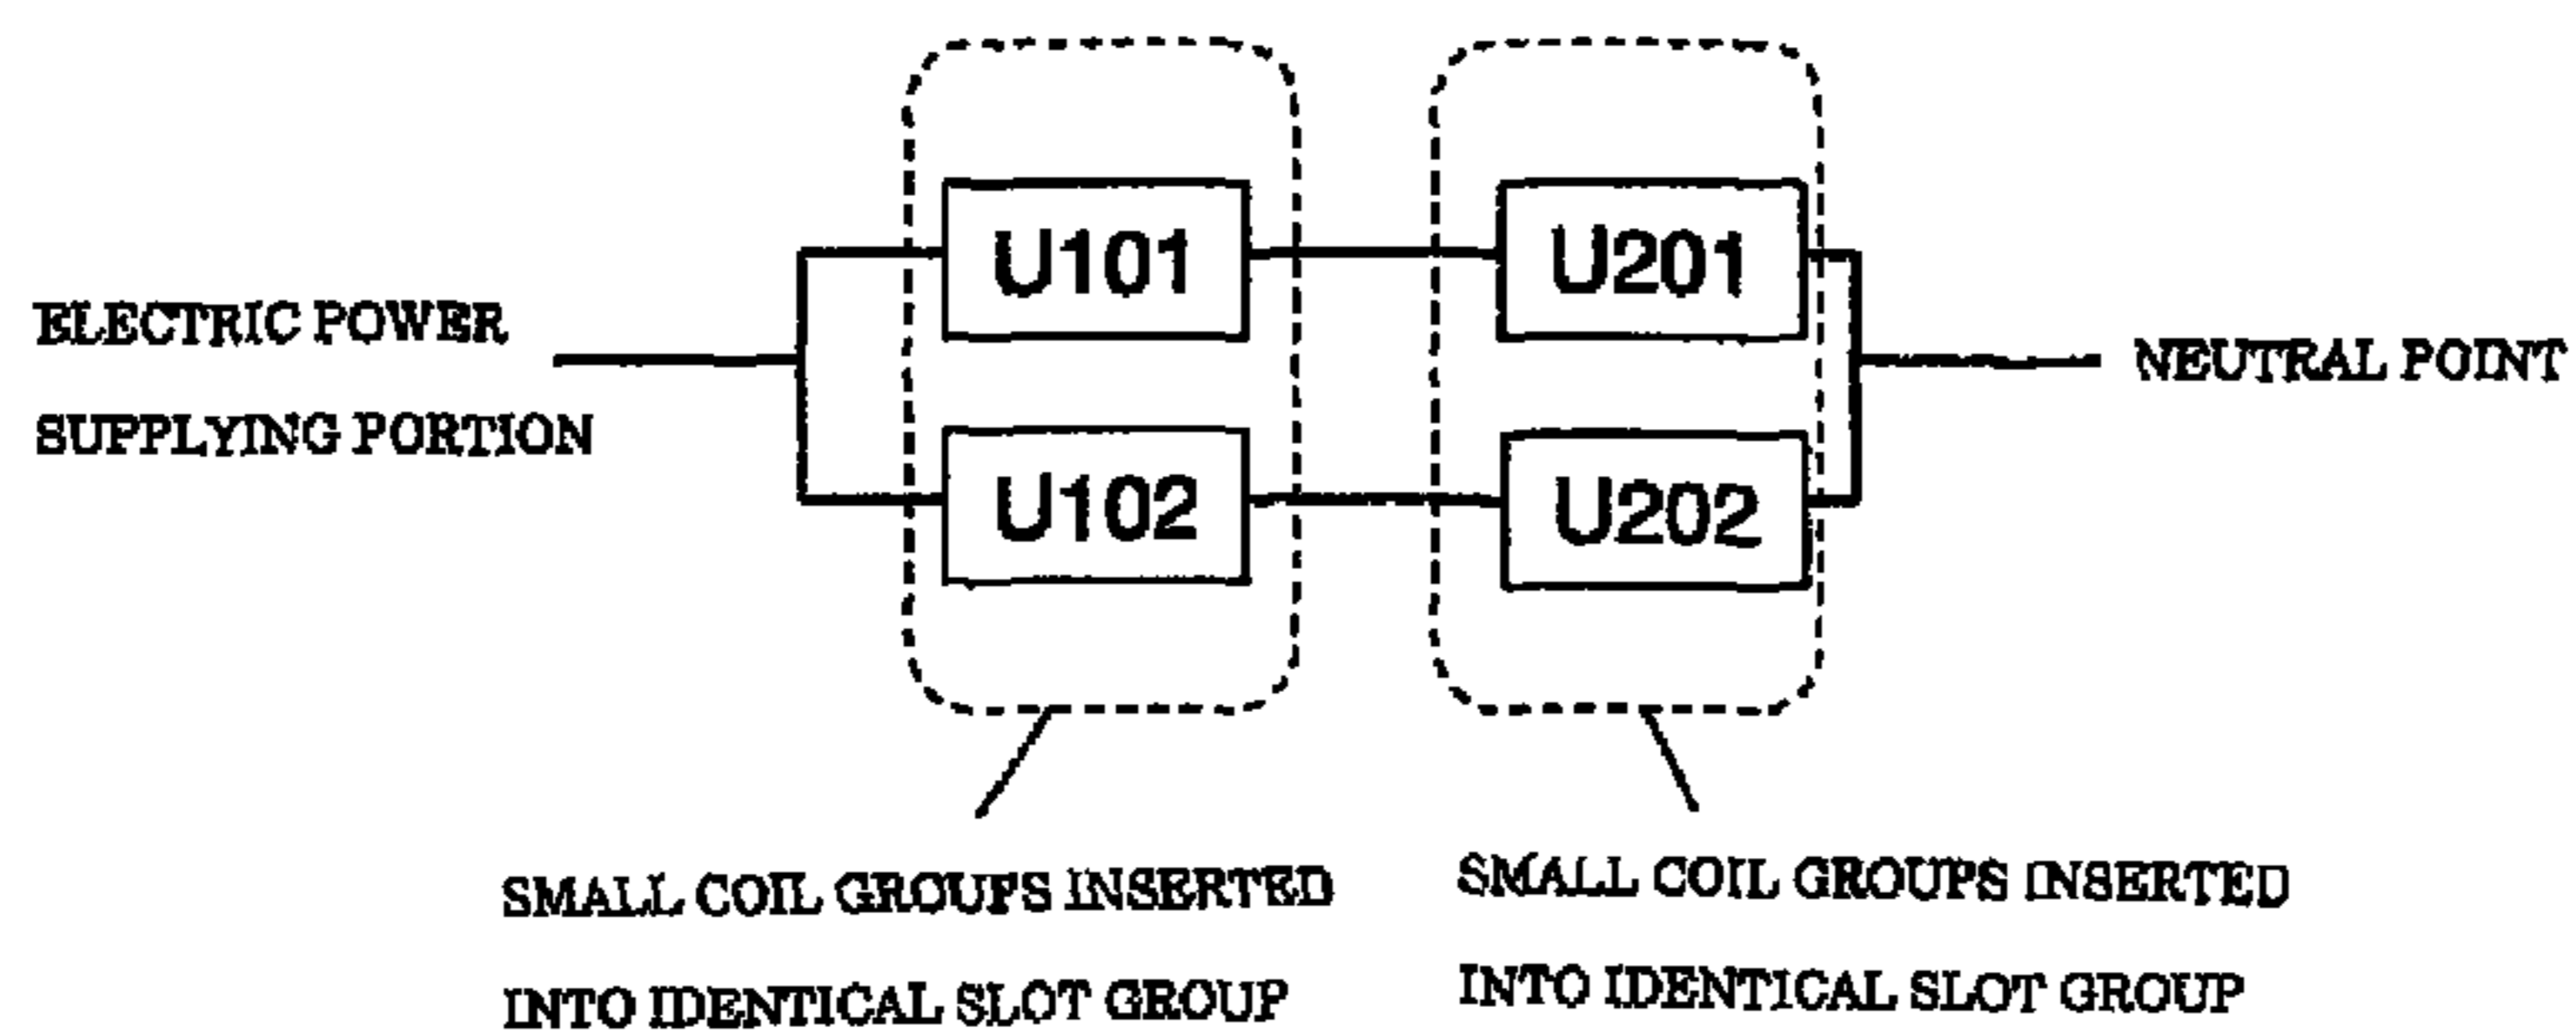 U101
U201
ELECTRIC POWER
SUPPLYING PORTION
NEUTRAL POINT
U102
U202
SMALL COIL GROUPS INSERTED
INTO IDENTICAL SLOT GROUP
SMALL COIL GROUPS INSERTED
INTO IDENTICAL SLOT GROUP